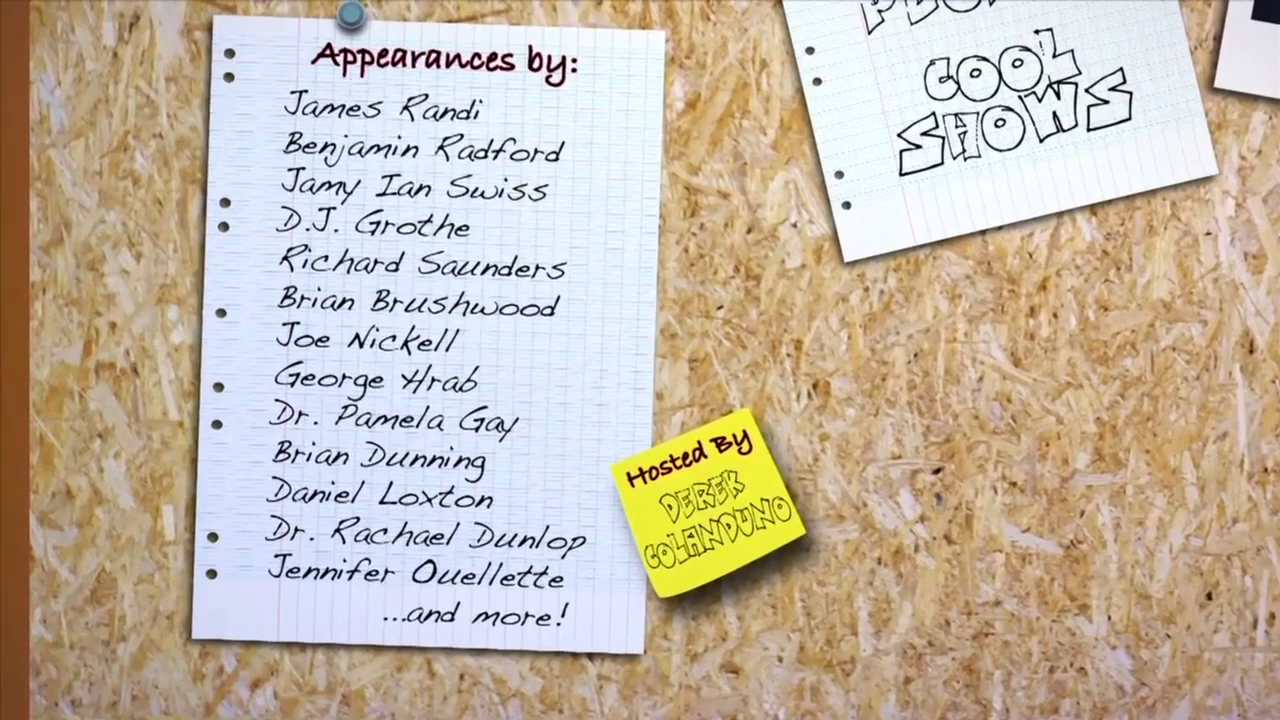 Appearances by:
James Randi
Benjamin Radford
Jamy Ian Swiss
D.J. Grothe
Richard Saunders
Brian Brushwood
Joe Nickell
George Hrab
Dr. Pamela Gay
Brian Dunning
Daniel Loxton
Dr. Rachael Dunlop
Jennifer Ouellette
...and more!
Hosted By
DEREK
COLANDUNO
COOL
SHOWS